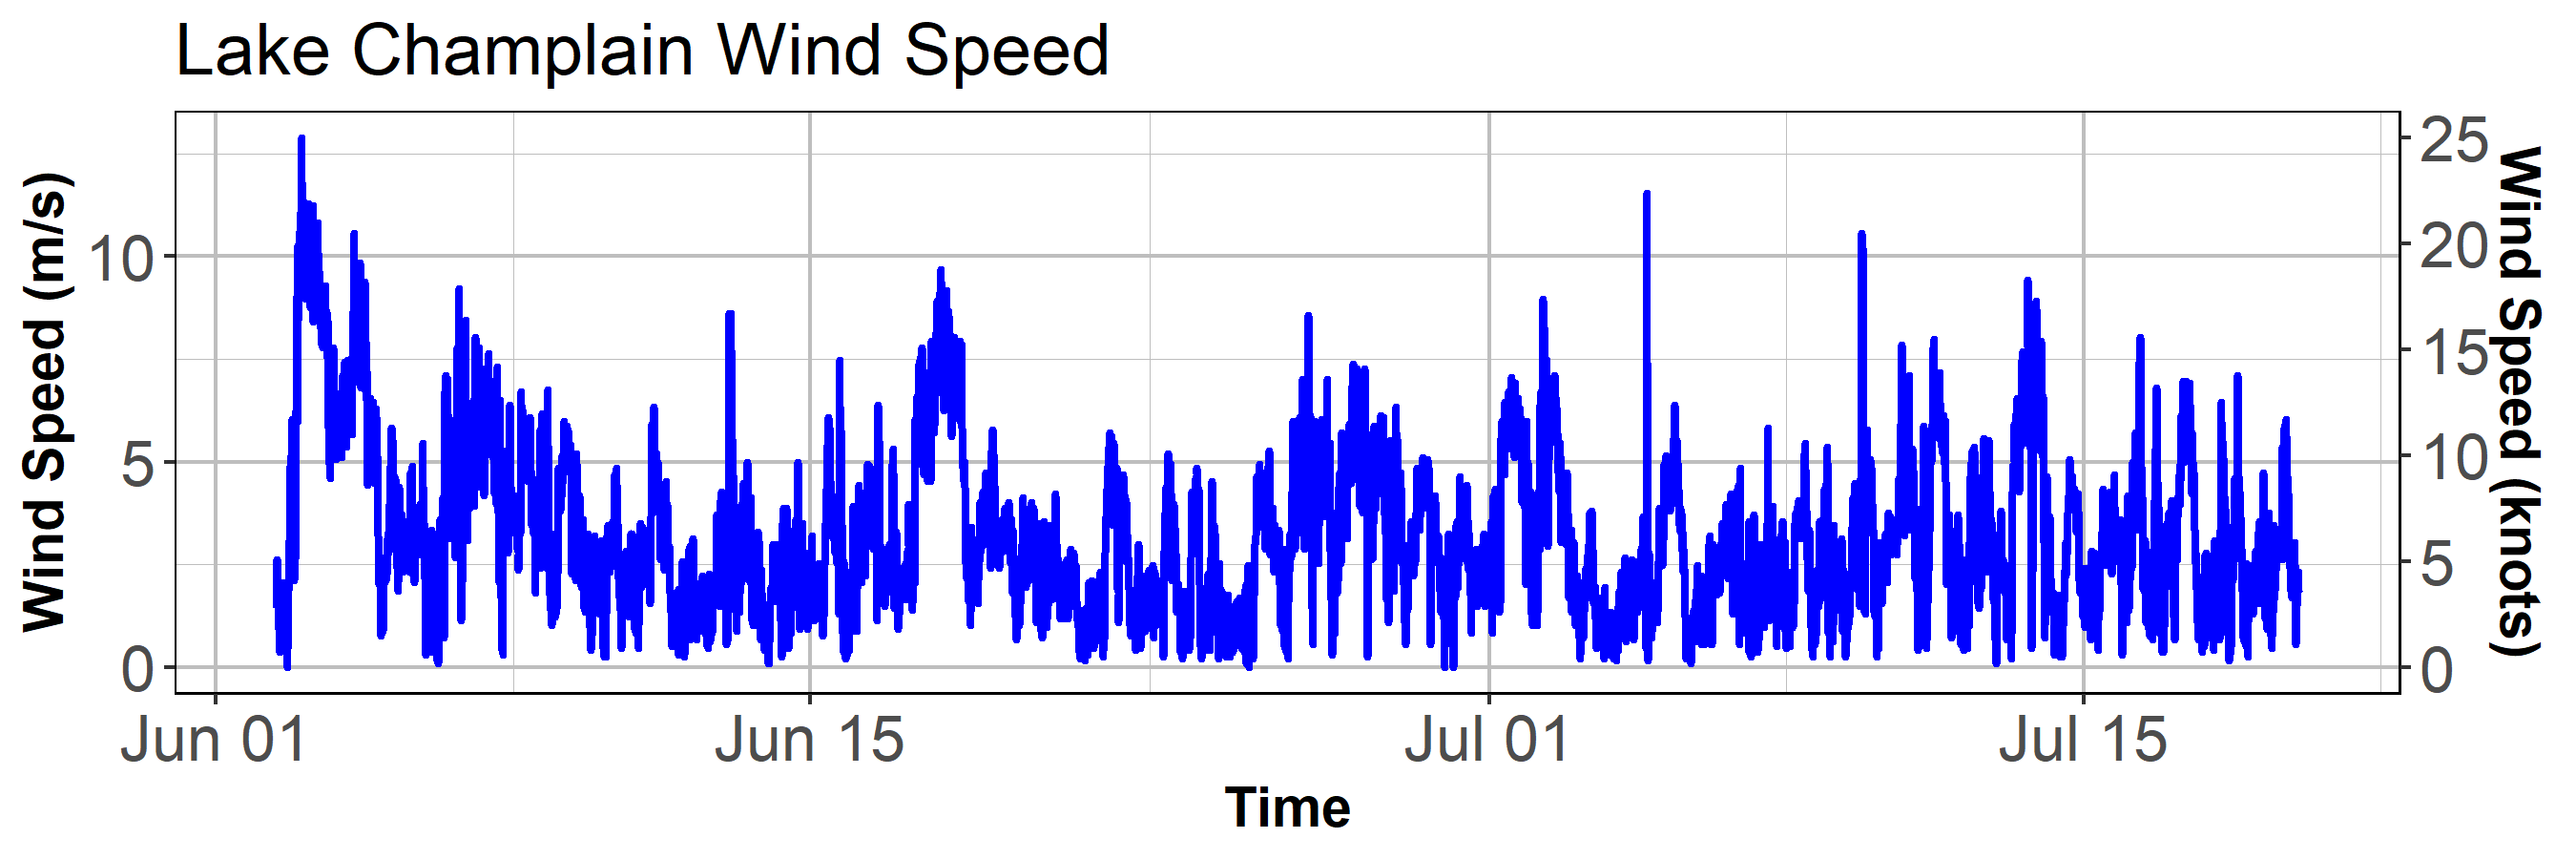 Lake Champlain Wind Speed
Wind Speed (m/s)
10
5
0
25
20
15
10
5
0
Wind Speed (knots)
Jun 01
Jun 15
Jul 01
Jul 15
Time